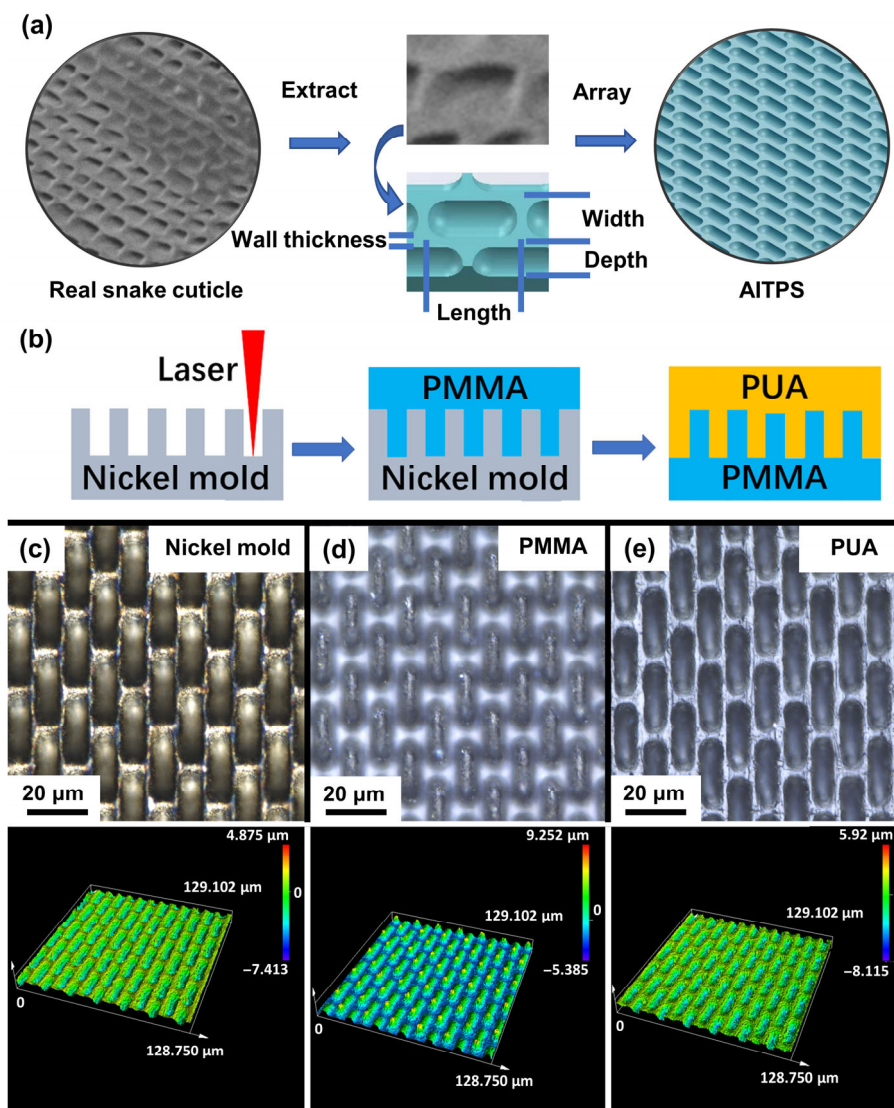 (a)
Extract
Array
Width
Wall thickness
Depth
Real snake cuticle
Length
AITPS
(b)
Laser
Nickel mold
PMMA
Nickel mold
PUA
PMMA
(c)
Nickel mold
20 μm
(d)
PMMA
20 μm
(e)
PUA
20 μm
4.875 μm
129.102 μm
0
−7.413
0
128.750 μm
9.252 μm
129.102 μm
0
−5.385
0
128.750 μm
5.92 μm
129.102 μm
0
−8.115
0
128.750 μm